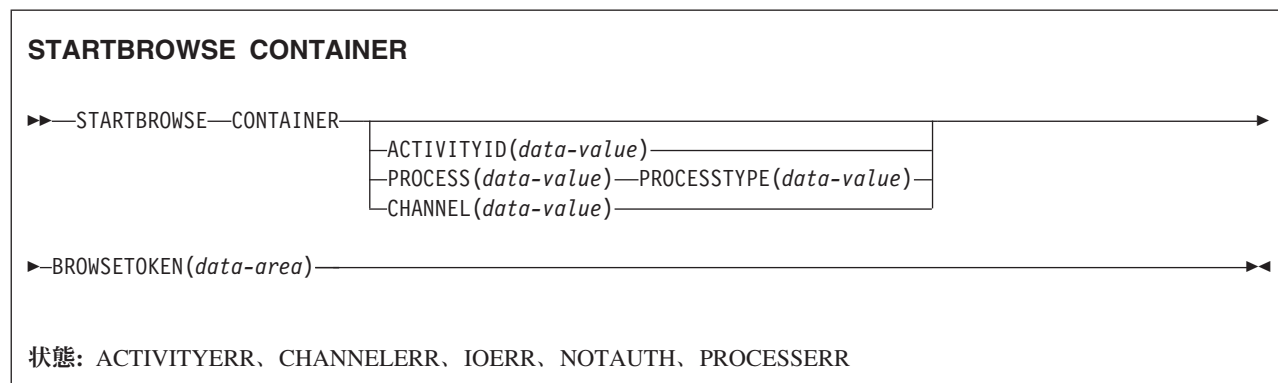 STARTBROWSE CONTAINER
STARTBROWSE CONTAINER
ACTIVITYID(data-value)
PROCESS(data-value) PROCESSTYPE(data-value)
CHANNEL(data-value)
BROWSETOKEN(data-area)
状態: ACTIVITYERR、CHANNELERR、IOERR、NOTAUTH、PROCESSERR